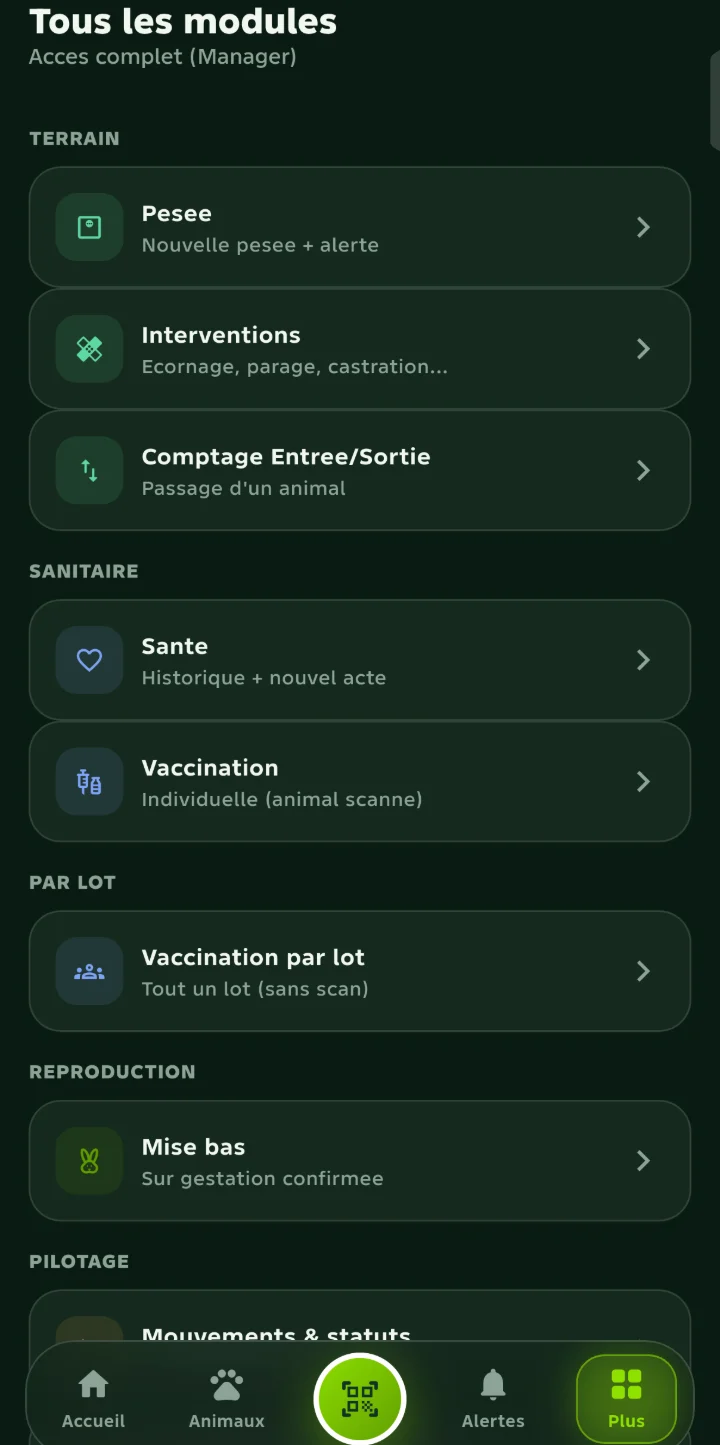 Tous les modules
Acces complet (Manager)
TERRAIN
Pesee
Nouvelle pesee + alerte
Interventions
Ecornage, parage, castration...
Comptage Entree/Sortie
Passage d'un animal
SANITAIRE
Sante
Historique + nouvel acte
Vaccination
Individuelle (animal scanne)
PAR LOT
Vaccination par lot
Tout un lot (sans scan)
REPRODUCTION
Mise bas
Sur gestation confirmee
PILOTAGE
Mouvements & statuts
Accueil
Animaux
Alertes
Plus